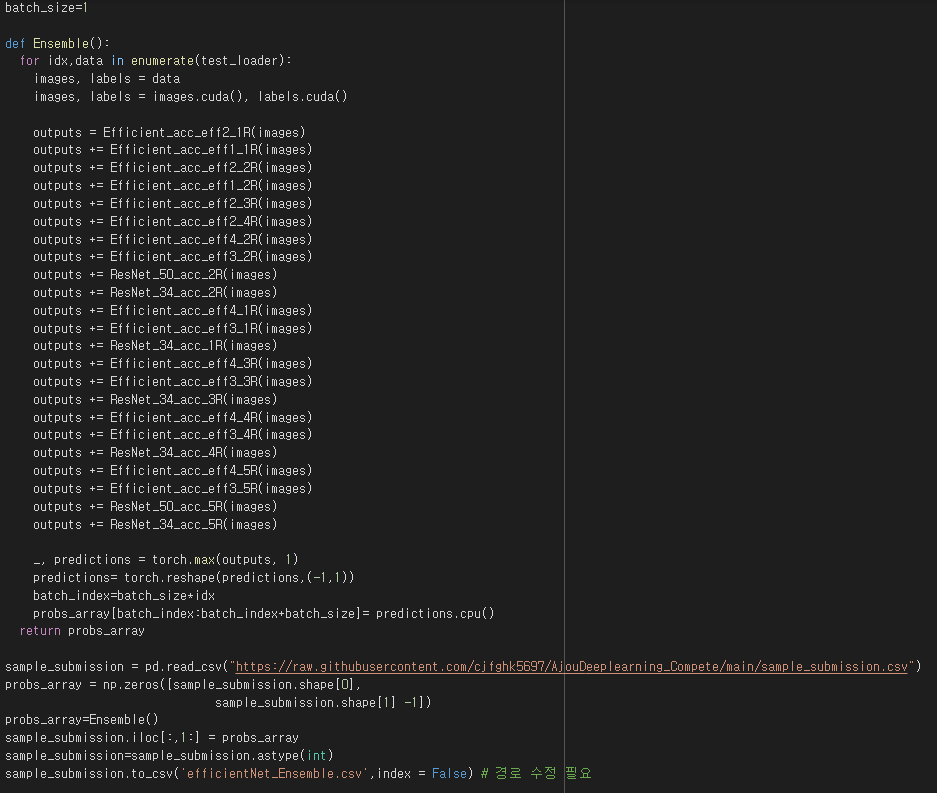 batch_size=1
def Ensemble():
for idx,data in enumerate(test_loader):
images, labels = data
images, labels = images.cuda(), labels.cuda()
outputs = Efficient_acc_eff2_1R(images)
outputs += Efficient_acc_eff1_1R(images)
outputs += Efficient_acc_eff2_2R(images)
outputs += Efficient_acc_eff1_2R(images)
outputs += Efficient_acc_eff2_3R(images)
outputs += Efficient_acc_eff2_4R(images)
outputs += Efficient_acc_eff4_2R(images)
outputs += Efficient_acc_eff3_2R(images)
outputs += ResNet_50_acc_2R(images)
outputs += ResNet_34_acc_2R(images)
outputs += Efficient_acc_eff4_1R(images)
outputs += Efficient_acc_eff3_1R(images)
outputs += ResNet_34_acc_1R(images)
outputs += Efficient_acc_eff4_3R(images)
outputs += Efficient_acc_eff3_3R(images)
outputs += ResNet_34_acc_3R(images)
outputs += Efficient_acc_eff4_4R(images)
outputs += Efficient_acc_eff3_4R(images)
outputs += ResNet_34_acc_4R(images)
outputs += Efficient_acc_eff4_5R(images)
outputs += Efficient_acc_eff3_5R(images)
outputs += ResNet_50_acc_5R(images)
outputs += ResNet_34_acc_5R(images)
_, predictions = torch.max(outputs, 1)
predictions= torch.reshape(predictions,(-1,1))
batch_index=batch_size*idx
probs_array[batch_index:batch_index+batch_size]= predictions.cpu()
return probs_array
sample_submission = pd.read_csv("https://raw.githubusercontent.com/cjfghk5697/AjouDeeplearning_Compete/main/sample_submission.csv")
probs_array = np.zeros([sample_submission.shape[0],
sample_submission.shape[1] -1])
probs_array=Ensemble()
sample_submission.iloc[:,1:] = probs_array
sample_submission=sample_submission.astype(int)
sample_submission.to_csv('efficientNet_Ensemble.csv',index = False) # 경로 수정 필요